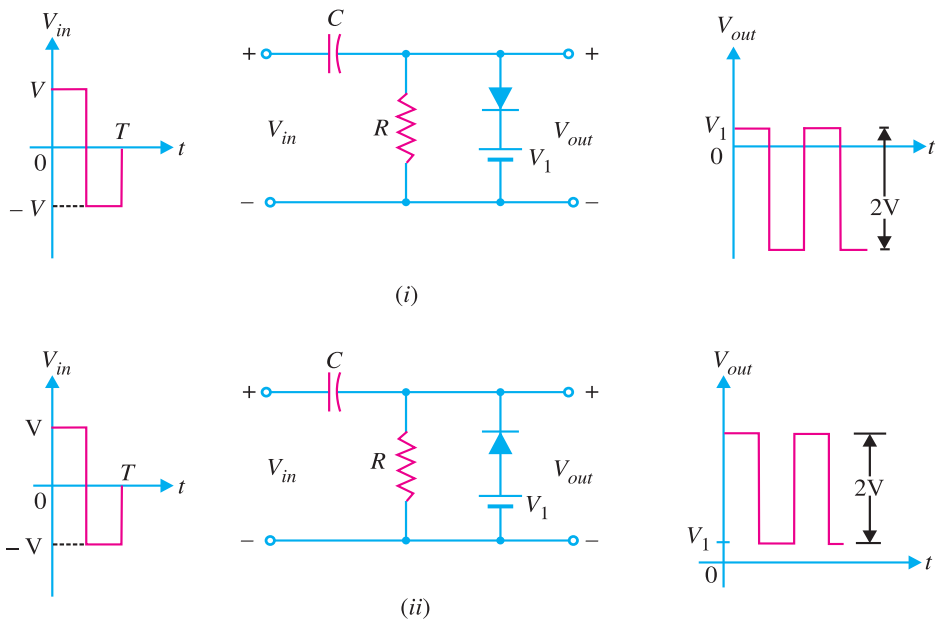 V_in
V
0
– V
T
t
+
C
+
V_in
R
V_1
V_out
–
–
V_out
V_1
0
t
2V
(i)
V_in
V
0
– V
T
t
+
C
+
V_in
R
V_1
V_out
–
–
V_out
2V
V_1
0
t
(ii)